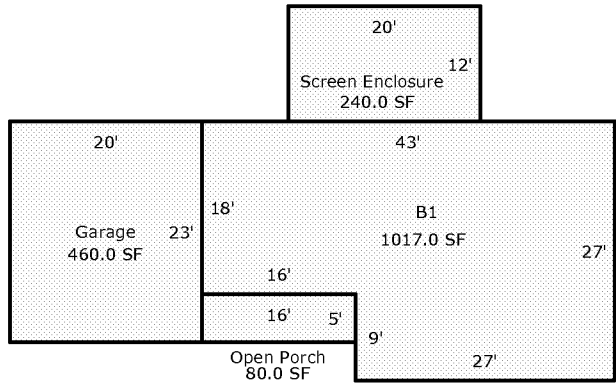 20'
12'
Screen Enclosure
240.0 SF
20'
43'
18'
B1
Garage
23'
1017.0 SF
460.0 SF
27'
16'
16'
5'
9'
Open Porch
27'
80.0 SF